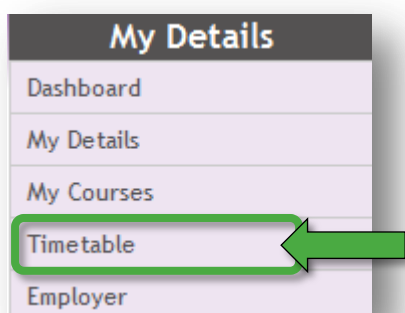 My Details
Dashboard
My Details
My Courses
Timetable
Employer